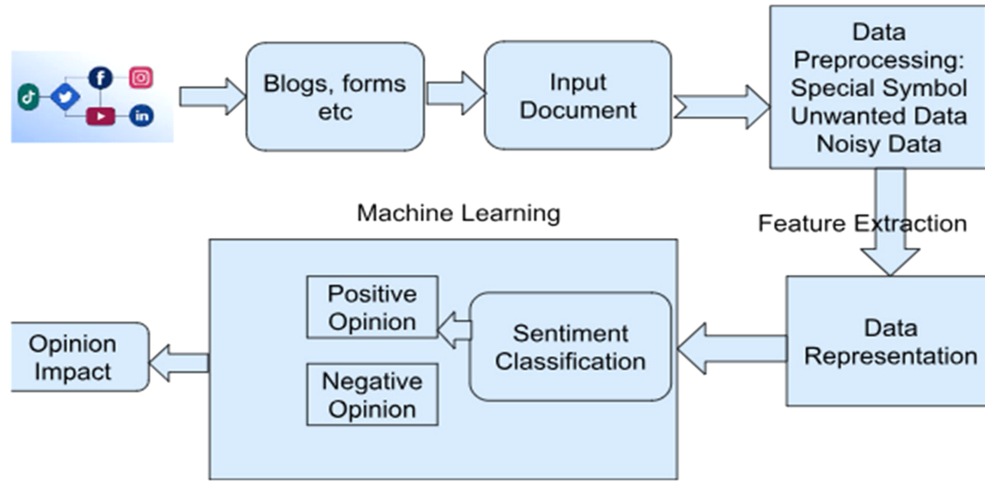 Blogs, forms
etc
Input
Document
Data
Preprocessing:
Special Symbol
Unwanted Data
Noisy Data
Feature Extraction
Data
Representation
Machine Learning
Sentiment
Classification
Positive
Opinion
Negative
Opinion
Opinion
Impact